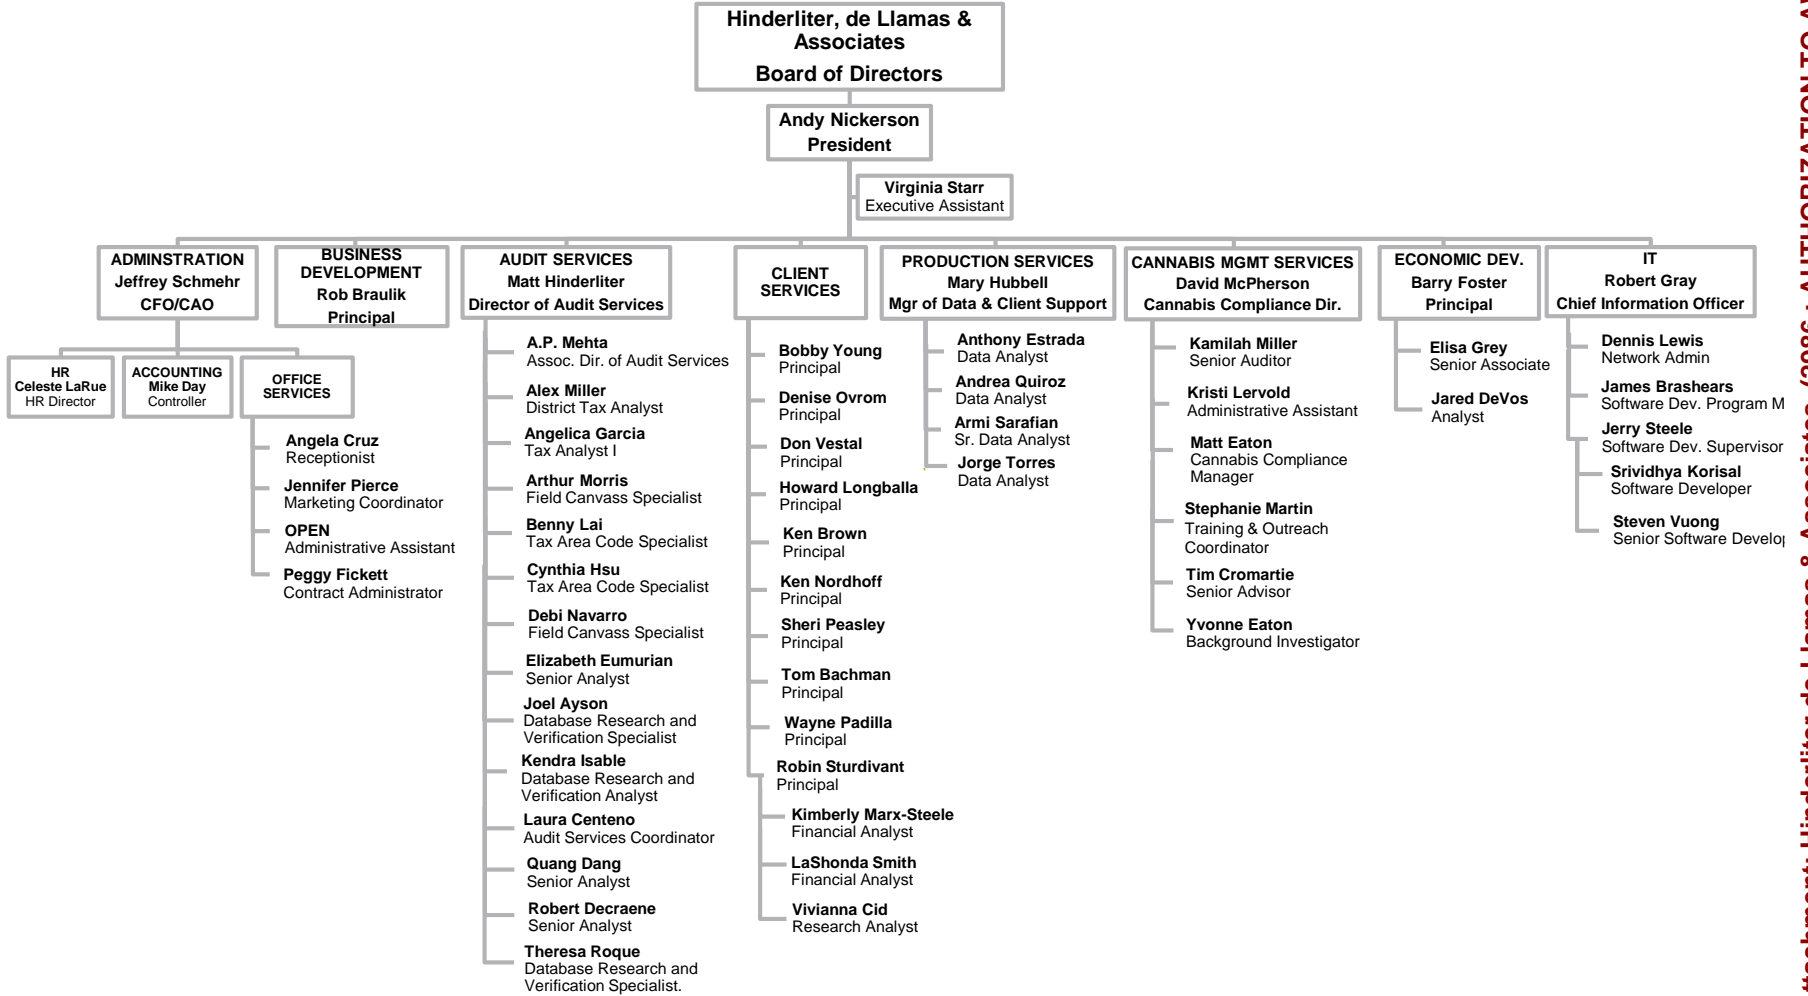 Hinderliter, de Llamas &
Associates
Board of Directors
Andy Nickerson
President
Virginia Starr
Executive Assistant
ADMINSTRATION
Jeffrey Schmehr
CFO/CAO
HR
Celeste LaRue
HR Director
ACCOUNTING
Mike Day
Controller
OFFICE
SERVICES
Angela Cruz
Receptionist
Jennifer Pierce
Marketing Coordinator
OPEN
Administrative Assistant
Peggy Fickett
Contract Administrator
BUSINESS
DEVELOPMENT
Rob Braulik
Principal
AUDIT SERVICES
Matt Hinderliter
Director of Audit Services
A.P. Mehta
Assoc. Dir. of Audit Services
Alex Miller
District Tax Analyst
Angelica Garcia
Tax Analyst I
Arthur Morris
Field Canvass Specialist
Benny Lai
Tax Area Code Specialist
Cynthia Hsu
Tax Area Code Specialist
Debi Navarro
Field Canvass Specialist
Elizabeth Eumurian
Senior Analyst
Joel Ayson
Database Research and
Verification Specialist
Kendra Isable
Database Research and
Verification Analyst
Laura Centeno
Audit Services Coordinator
Quang Dang
Senior Analyst
Robert Decraene
Senior Analyst
Theresa Roque
Database Research and
Verification Specialist.
CLIENT
SERVICES
Bobby Young
Principal
Denise Ovrom
Principal
Don Vestal
Principal
Howard Longballa
Principal
Ken Brown
Principal
Ken Nordhoff
Principal
Sheri Peasley
Principal
Tom Bachman
Principal
Wayne Padilla
Principal
Robin Sturdivant
Principal
Kimberly Marx-Steele
Financial Analyst
LaShonda Smith
Financial Analyst
Vivianna Cid
Research Analyst
PRODUCTION SERVICES
Mary Hubbell
Mgr of Data & Client Support
Anthony Estrada
Data Analyst
Andrea Quiroz
Data Analyst
Armi Sarafian
Sr. Data Analyst
Jorge Torres
Data Analyst
CANNABIS MGMT SERVICES
David McPherson
Cannabis Compliance Dir.
Kamilah Miller
Senior Auditor
Kristi Lervold
Administrative Assistant
Matt Eaton
Cannabis Compliance
Manager
Stephanie Martin
Training & Outreach
Coordinator
Tim Cromartie
Senior Advisor
Yvonne Eaton
Background Investigator
ECONOMIC DEV.
Barry Foster
Principal
Elisa Grey
Senior Associate
Jared DeVos
Analyst
IT
Robert Gray
Chief Information Officer
Dennis Lewis
Network Admin
James Brashears
Software Dev. Program M
Jerry Steele
Software Dev. Supervisor
Srividhya Korisal
Software Developer
Steven Vuong
Senior Software Develop
Hinderliter de Llamas & Associates (2086 : AUTHORIZATION TO